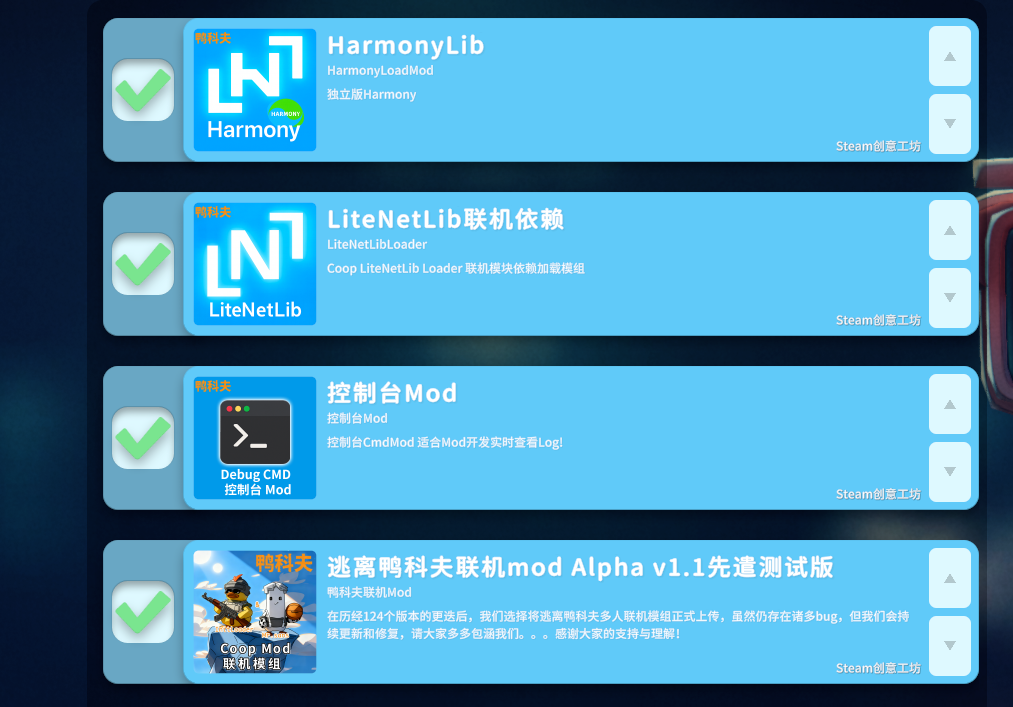 鸭科夫
HARMONY
Harmony
HarmonyLib
HarmonyLoadMod
独立版Harmony
Steam创意工坊
鸭科夫
LiteNetLib
LiteNetLib联机依赖
LiteNetLibLoader
Coop LiteNetLib Loader 联机模块依赖加载模组
Steam创意工坊
鸭科夫
Debug CMD
控制台 Mod
控制台Mod
控制台Mod
控制台CmdMod 适合Mod开发实时查看Log!
Steam创意工坊
鸭科夫
Coop Mod
联机模组
逃离鸭科夫联机mod Alpha v1.1先遣测试版
鸭科夫联机Mod
在历经124个版本的更迭后，我们选择将逃离鸭科夫多人联机模组正式上传，虽然仍存在诸多bug，但我们会持
续更新和修复，请大家多多包涵我们。。。感谢大家的支持与理解！
Steam创意工坊